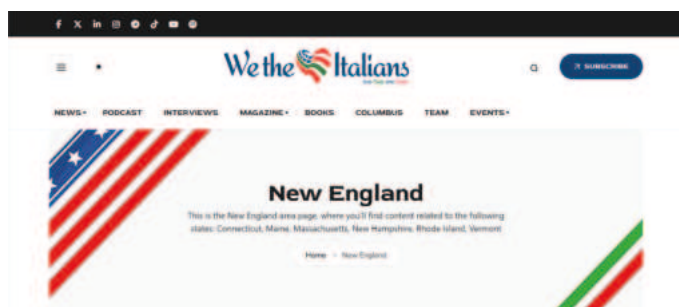 We the Italians
SUBSCRIBE
NEWS PODCAST INTERVIEWS MAGAZINE BOOKS COLUMBUS TEAM EVENTS
New England
This is the New England area page, where you'll find content related to the following
states: Connecticut, Maine, Massachusetts, New Hampshire, Rhode Island, Vermont
Home > New England